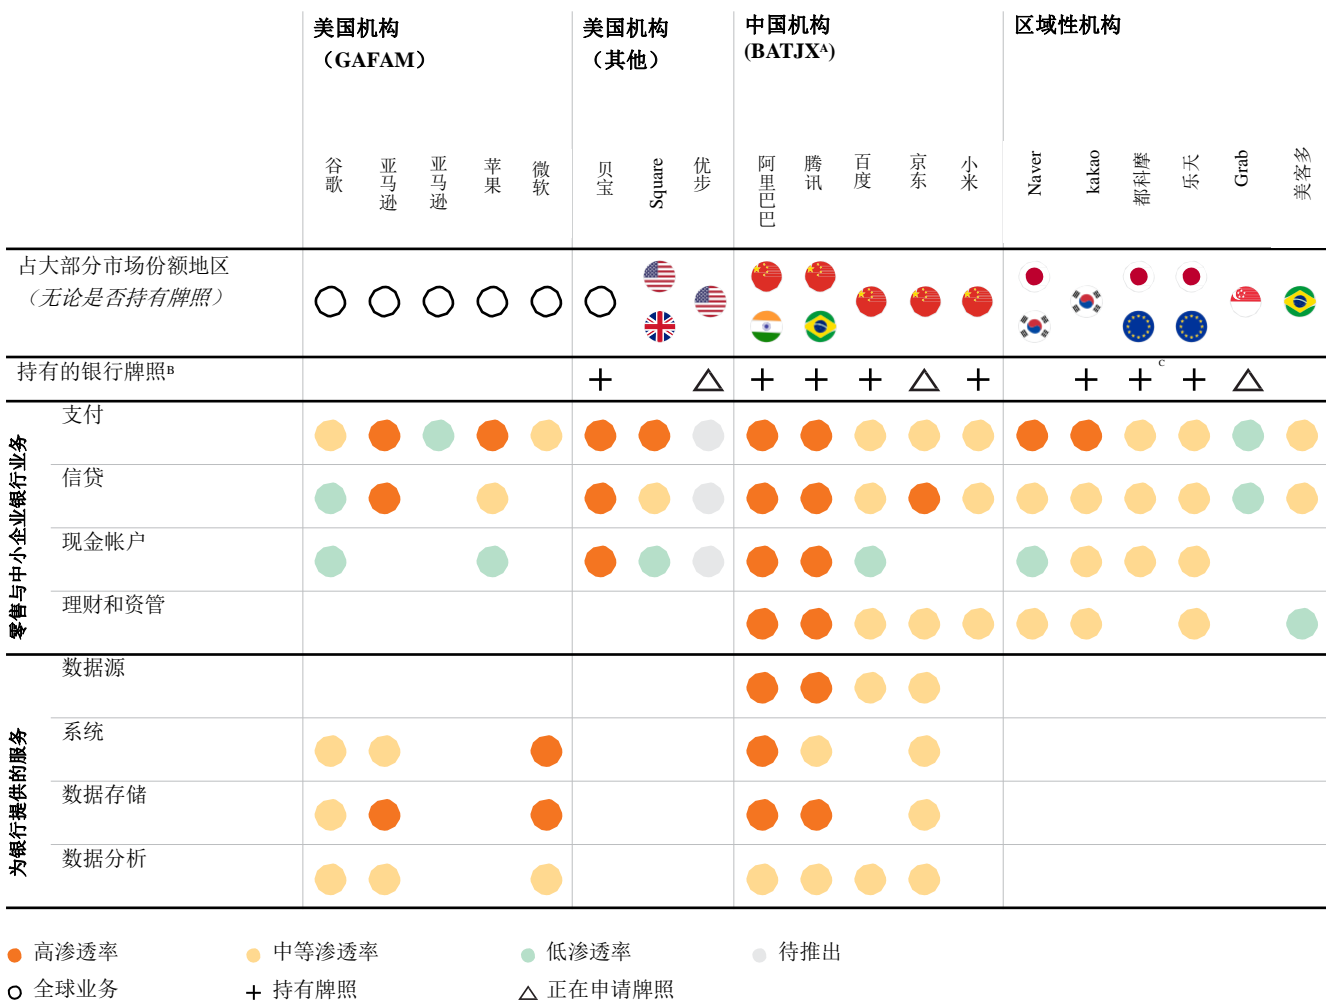 美国机构
（GAFAM）
美国机构
（其他）
中国机构
(BATJXᴬ)
区域性机构
谷歌
亚马逊
亚马逊
苹果
微软
贝宝
Square
优步
阿里巴巴
腾讯
百度
京东
小米
Naver
kakao
都科摩
乐天
Grab
美客多
占大部分市场份额地区
（无论是否持有牌照）
持有的银行牌照ᴮ
C
零售与中小企业银行业务
支付
信贷
现金帐户
理财和资管
为银行提供的服务
数据源
系统
数据存储
数据分析
高渗透率
中等渗透率
低渗透率
待推出
全球业务
持有牌照
正在申请牌照